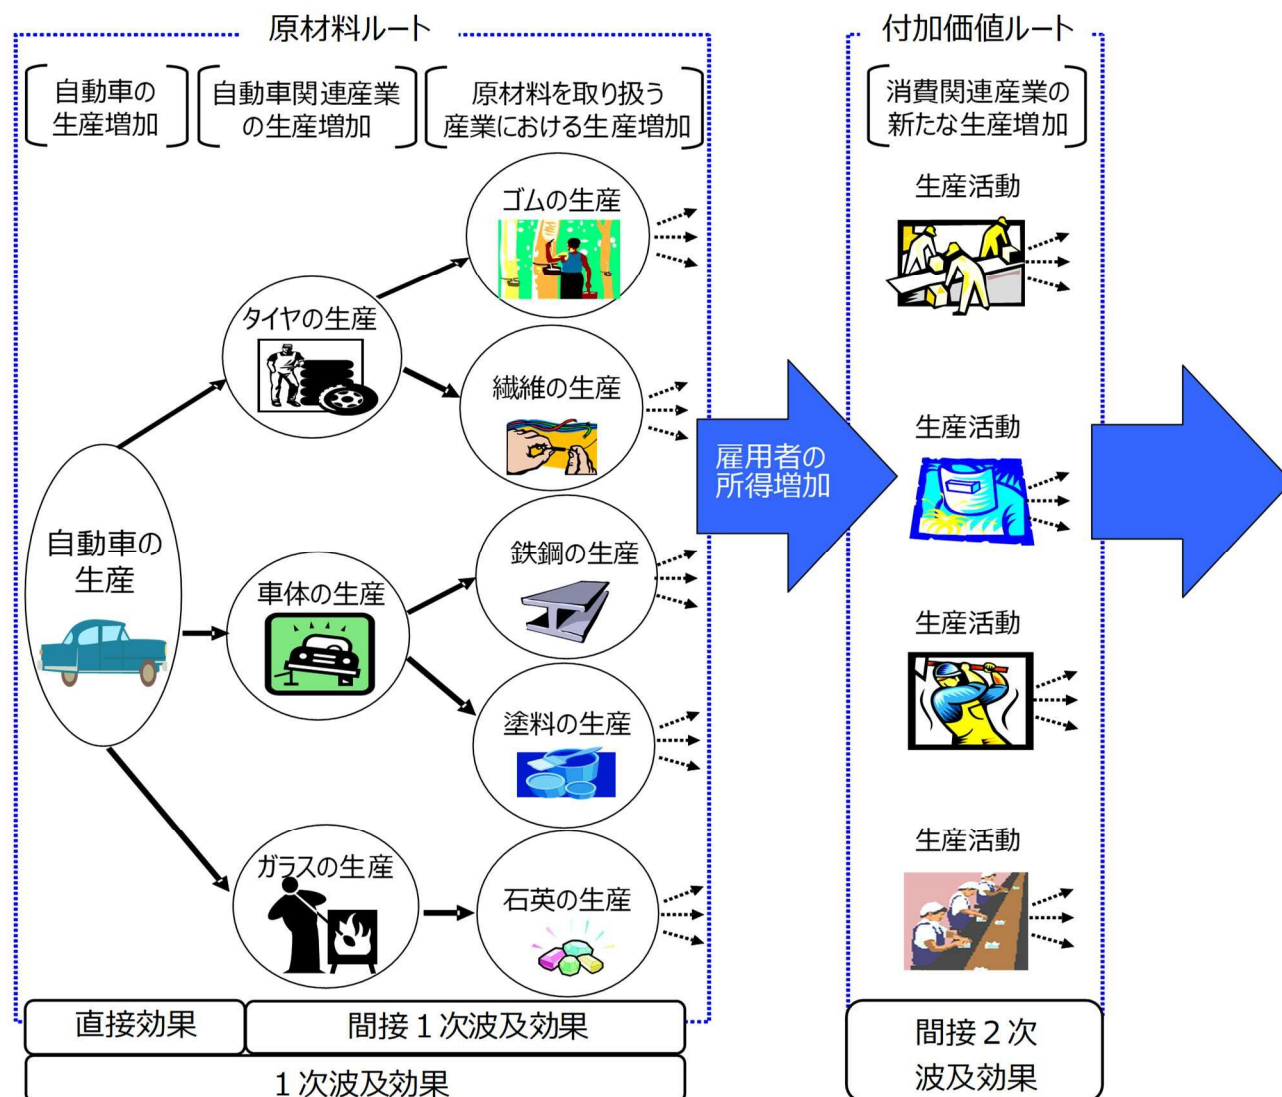 原材料ルート
付加価値ルート
自動車の
生産増加
自動車関連産業
の生産増加
原材料を取り扱う
産業における生産増加
消費関連産業の
新たな生産増加
ゴムの生産
タイヤの生産
繊維の生産
自動車の
生産
車体の生産
鉄鋼の生産
塗料の生産
ガラスの生産
石英の生産
雇用者の
所得増加
生産活動
生産活動
生産活動
生産活動
直接効果
間接1次波及効果
1次波及効果
間接2次
波及効果